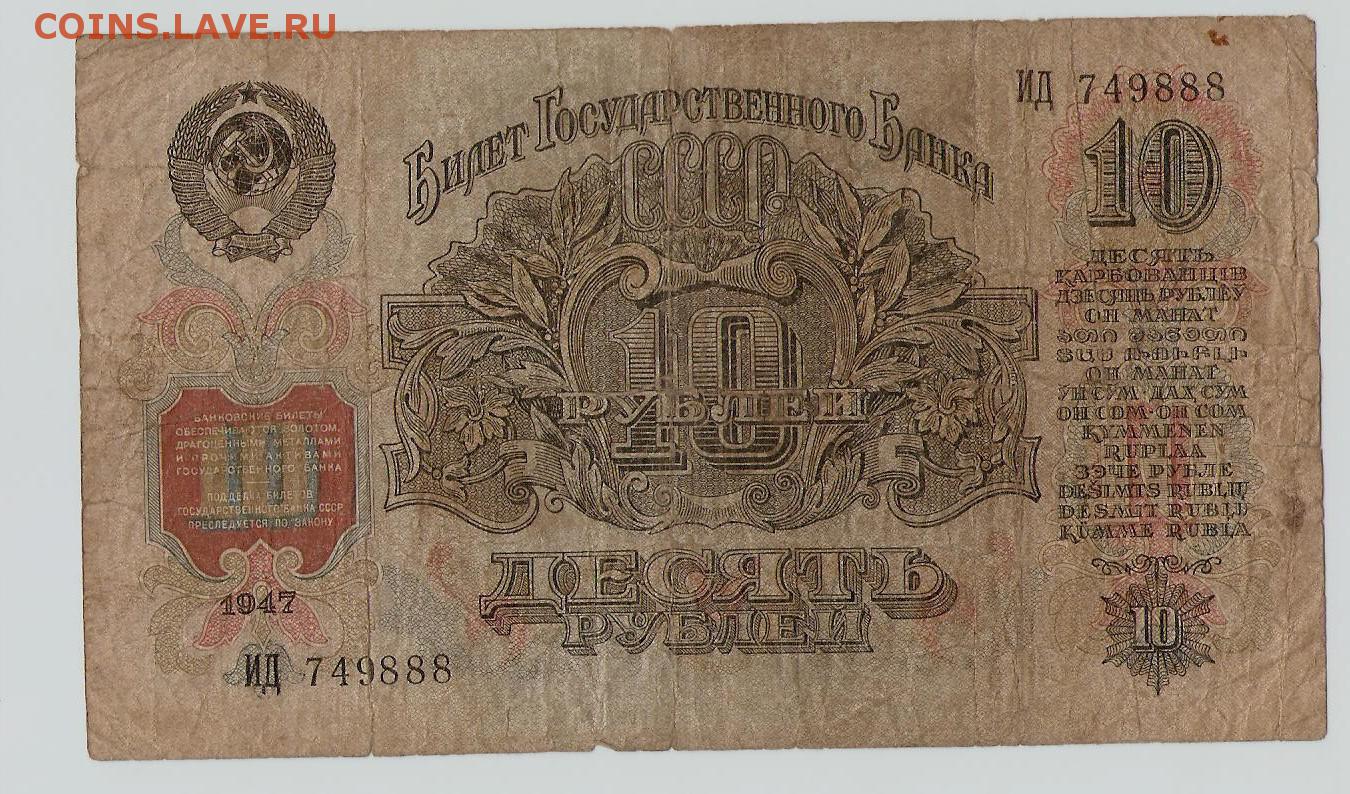 COINS.LAVE.RU
ИД 749888
БИЛЕТ ГОСУДАРСТВЕННОГО БАНКА
СССР
10
10
РУБЛЕЙ
ДЕСЯТЬ
КАРБОВАНЦІВ
ДЗЕСЯЦЬ РУБЛЁУ
ОН МАНАТ
ОН МАНАТ
УН СУМ · ДАХ СУМ
ОН СОМ · ОН СОМ
KYMMENEN
RUPLAA
ЗЭЧЕ РУБЛЕ
DEŠIMTS RUBLIŲ
DESMIT RUBĻI
KÜMME RUBLA
БАНКОВСКИЕ БИЛЕТЫ
ОБЕСПЕЧИВАЮТСЯ ЗОЛОТОМ,
ДРАГОЦЕННЫМИ МЕТАЛЛАМИ
И ПРОЧИМИ АКТИВАМИ
ГОСУДАРСТВЕННОГО БАНКА
ПОДДЕЛКА БИЛЕТОВ
ГОСУДАРСТВЕННОГО БАНКА СССР
ПРЕСЛЕДУЕТСЯ ПО ЗАКОНУ
ДЕСЯТЬ
РУБЛЕЙ
1947
10
ИД 749888